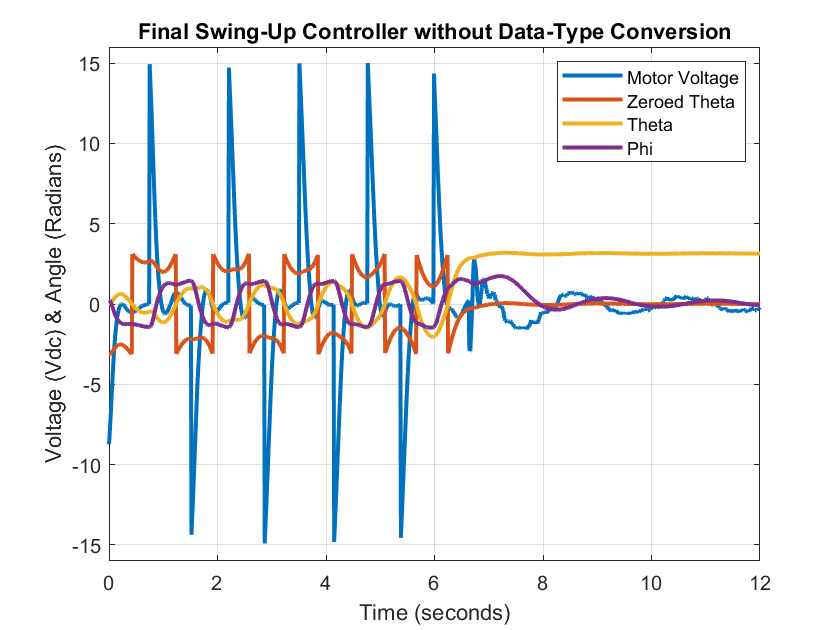 Final Swing-Up Controller without Data-Type Conversion
15
10
5
0
-5
-10
-15
Voltage (Vdc) & Angle (Radians)
Motor Voltage
Zeroed Theta
Theta
Phi
0 2 4 6 8 10 12
Time (seconds)